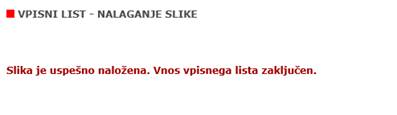 VPISNI LIST - NALAGANJE SLIKE
Slika je uspešno naložena. Vnos vpisnega lista zaključen.